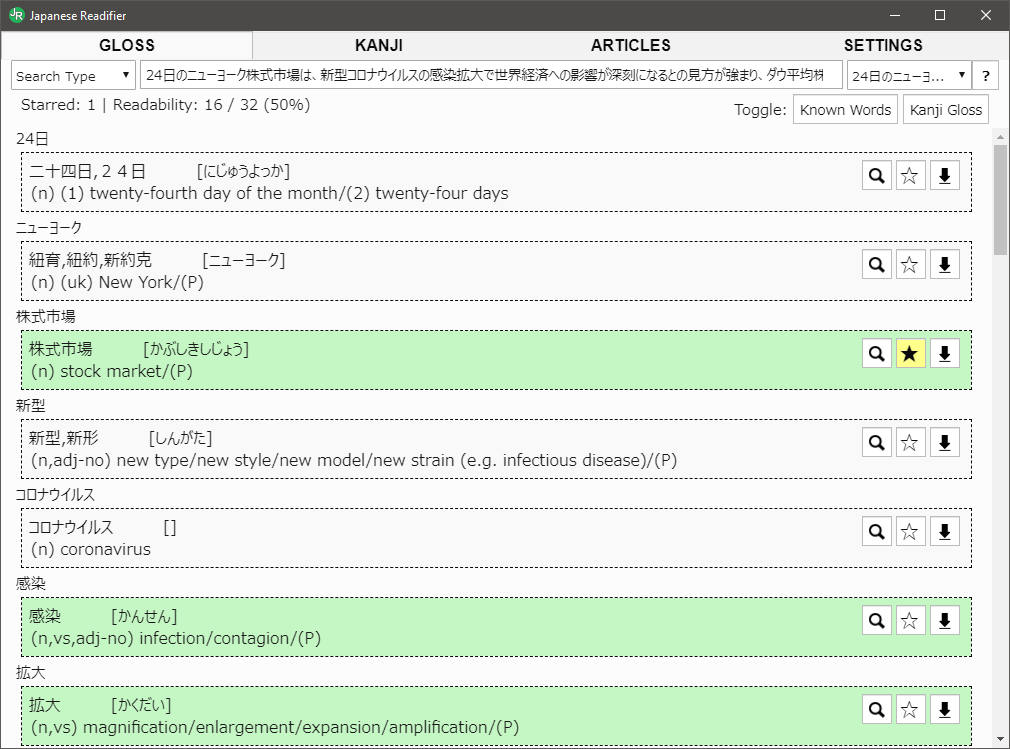 Japanese Readifier
GLOSS KANJI ARTICLES SETTINGS
Search Type 24日のニューヨーク株式市場は、新型コロナウイルスの感染拡大で世界経済への影響が深刻になるとの見方が強まり、ダウ平均株 24日のニューヨ... ?
Starred: 1 | Readability: 16 / 32 (50%)
Toggle: Known Words Kanji Gloss
24日
二十四日,２４日 [にじゅうよっか]
(n) (1) twenty-fourth day of the month/(2) twenty-four days
ニューヨーク
紐育,紐約,新約克 [ニューヨーク]
(n) (uk) New York/(P)
株式市場
株式市場 [かぶしきしじょう]
(n) stock market/(P)
新型
新型,新形 [しんがた]
(n,adj-no) new type/new style/new model/new strain (e.g. infectious disease)/(P)
コロナウイルス
コロナウイルス []
(n) coronavirus
感染
感染 [かんせん]
(n,vs,adj-no) infection/contagion/(P)
拡大
拡大 [かくだい]
(n,vs) magnification/enlargement/expansion/amplification/(P)